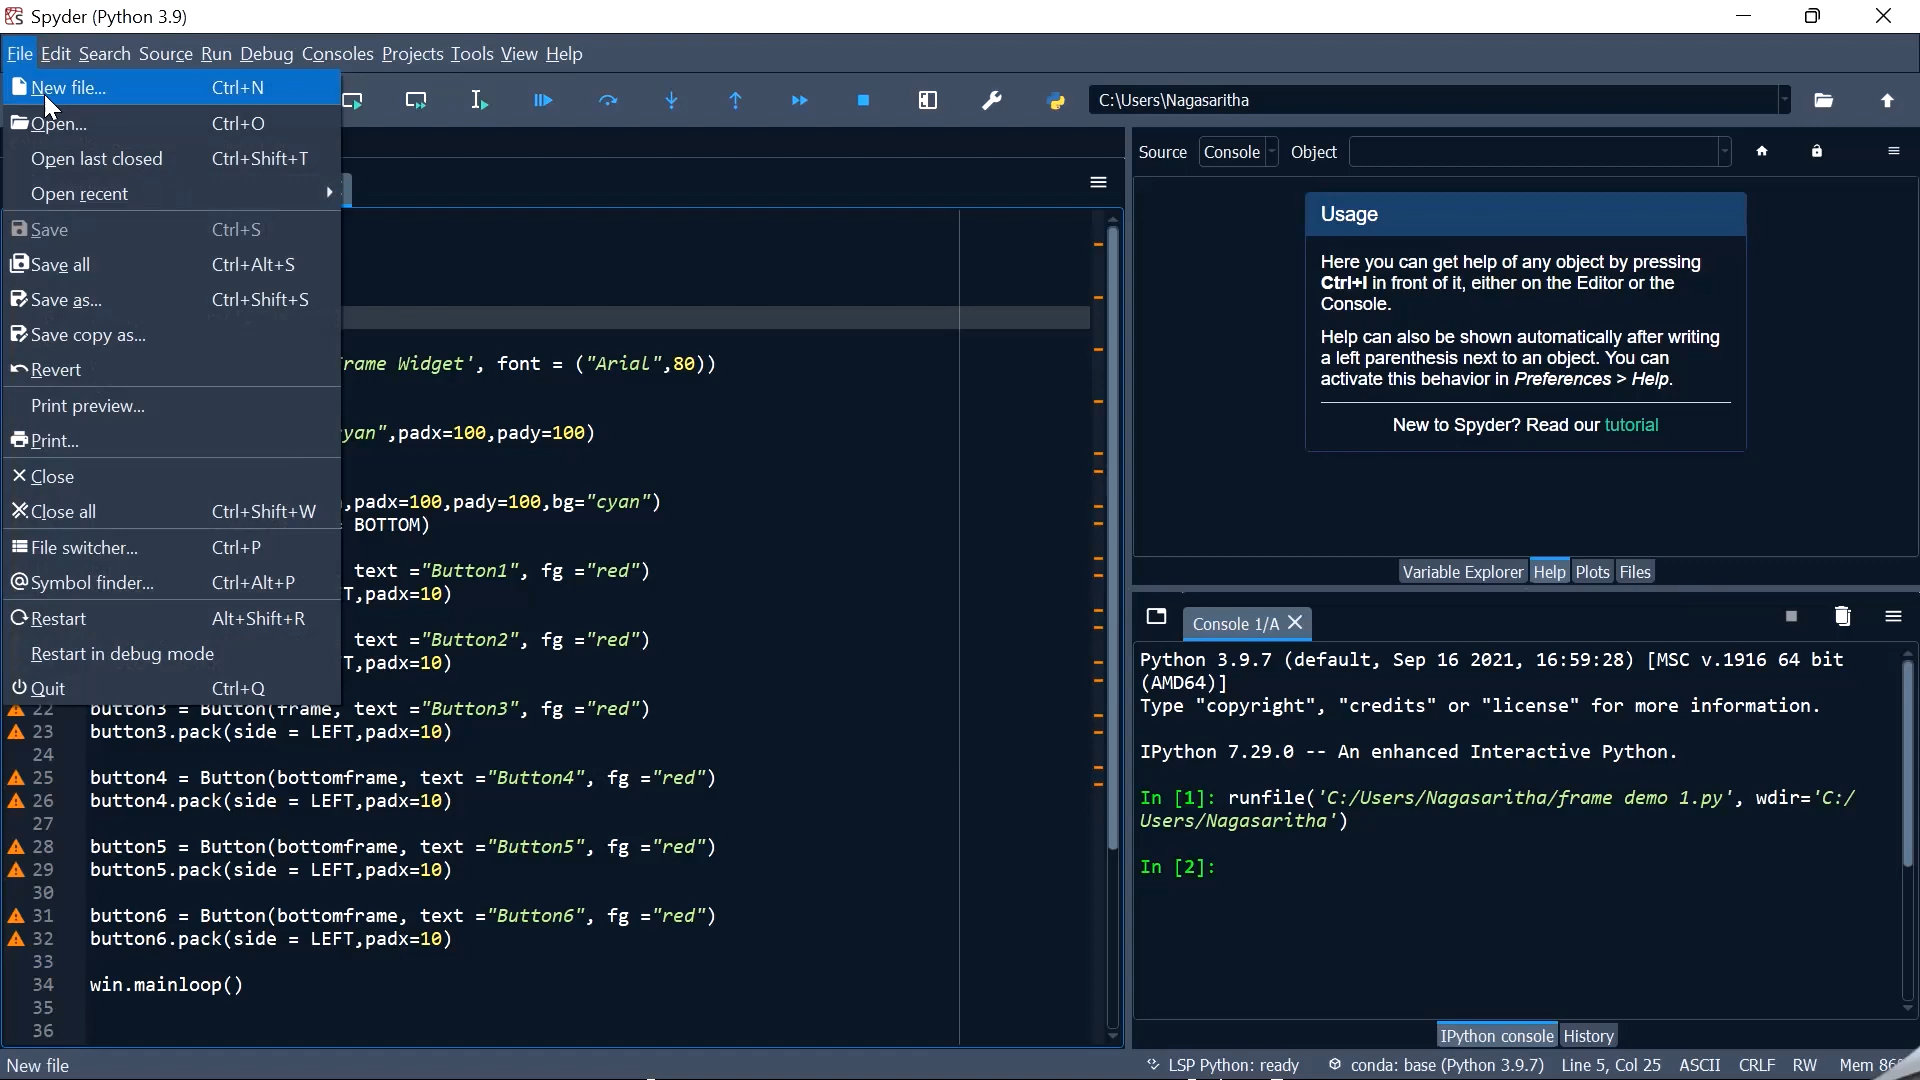 Spyder (Python 3.9)
File Edit Search Source Run Debug Consoles Projects Tools View Help
New file... Ctrl+N
Open... Ctrl+O
Open last closed Ctrl+Shift+T
Open recent
Save Ctrl+S
Save all Ctrl+Alt+S
Save as... Ctrl+Shift+S
Save copy as...
Revert
Print preview...
Print...
Close
Close all Ctrl+Shift+W
File switcher... Ctrl+P
Symbol finder... Ctrl+Alt+P
Restart Alt+Shift+R
Restart in debug mode
Quit Ctrl+Q
C:\Users\Nagasaritha
rame Widget', font = ("Arial",80))
yan",padx=100,pady=100)
,padx=100,pady=100,bg="cyan")
BOTTOM)
text ="Button1", fg ="red")
T,padx=10)
text ="Button2", fg ="red")
T,padx=10)
22 button3 = Button(frame, text ="Button3", fg ="red")
23 button3.pack(side = LEFT,padx=10)
24
25 button4 = Button(bottomframe, text ="Button4", fg ="red")
26 button4.pack(side = LEFT,padx=10)
27
28 button5 = Button(bottomframe, text ="Button5", fg ="red")
29 button5.pack(side = LEFT,padx=10)
30
31 button6 = Button(bottomframe, text ="Button6", fg ="red")
32 button6.pack(side = LEFT,padx=10)
33
34 win.mainloop()
35
36
Source Console Object
Usage
Here you can get help of any object by pressing
Ctrl+I in front of it, either on the Editor or the
Console.
Help can also be shown automatically after writing
a left parenthesis next to an object. You can
activate this behavior in Preferences > Help.
New to Spyder? Read our tutorial
Variable Explorer Help Plots Files
Console 1/A
Python 3.9.7 (default, Sep 16 2021, 16:59:28) [MSC v.1916 64 bit
(AMD64)]
Type "copyright", "credits" or "license" for more information.
IPython 7.29.0 -- An enhanced Interactive Python.
In [1]: runfile('C:/Users/Nagasaritha/frame demo 1.py', wdir='C:/
Users/Nagasaritha')
In [2]:
IPython console History
New file LSP Python: ready conda: base (Python 3.9.7) Line 5, Col 25 ASCII CRLF RW Mem